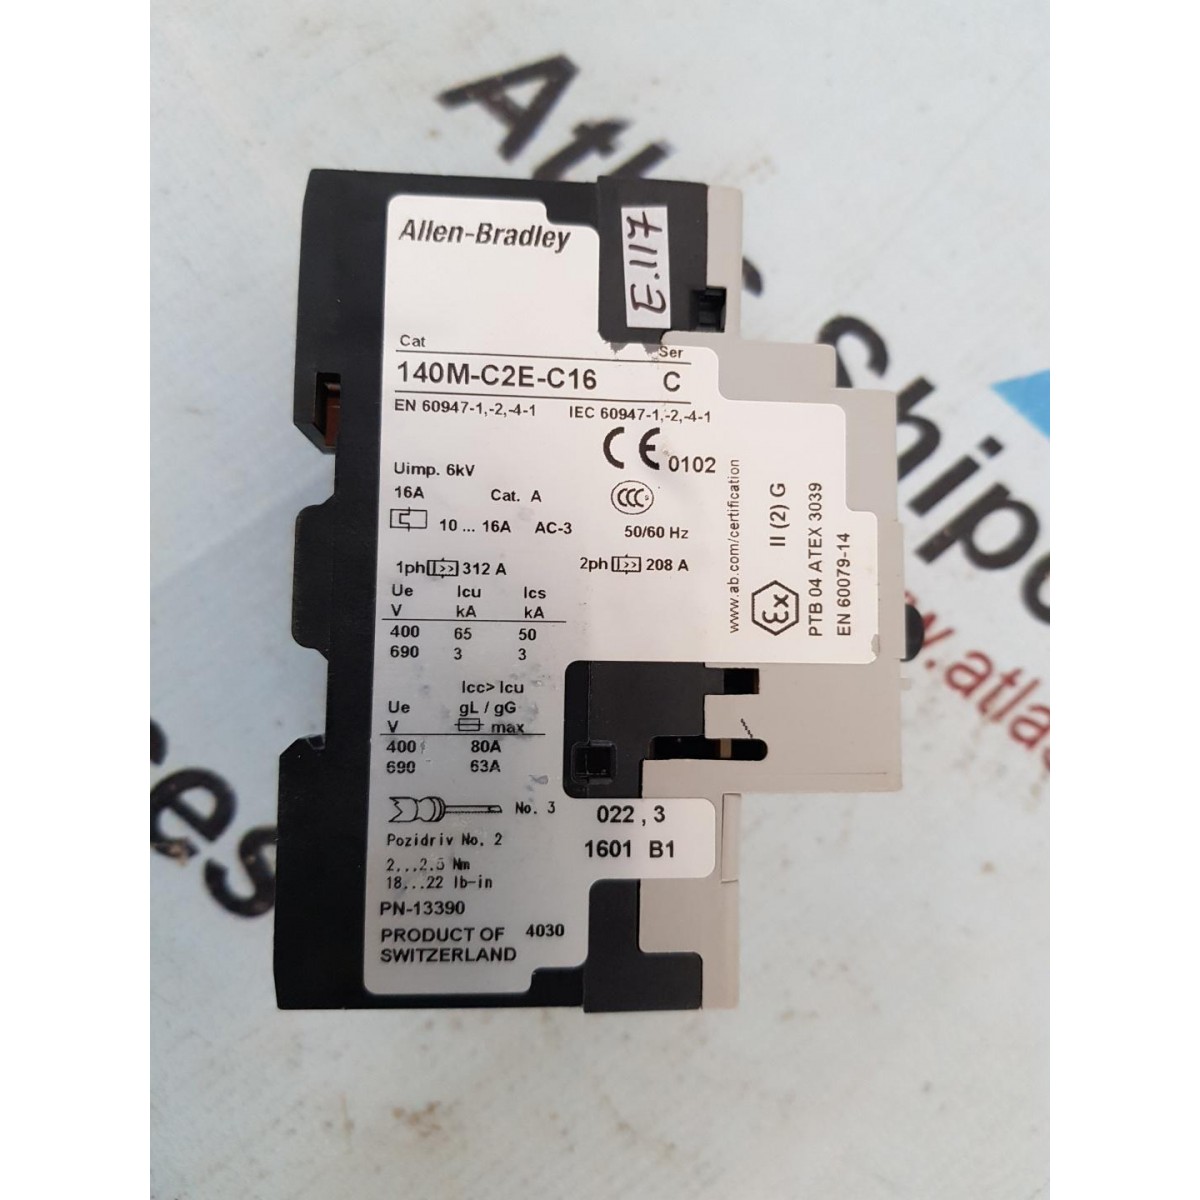 Allen-Bradley
E.117
Cat
Ser
140M-C2E-C16 C
EN 60947-1,-2,-4-1 IEC 60947-1,-2,-4-1
CE 0102
Uimp. 6kV
16A Cat. A CCC
10 ... 16A AC-3 50/60 Hz
1ph 312 A 2ph 208 A
Ue Icu Ics
V kA kA
400 65 50
690 3 3
Icc> Icu
Ue gL / gG
V max
400 80A
690 63A
No. 3
Pozidriv No. 2
2...2.5 Nm
18...22 lb-in
PN-13390
PRODUCT OF 4030
SWITZERLAND
022 , 3
1601 B1
www.ab.com/certification
Ex II (2) G
PTB 04 ATEX 3039
EN 60079-14